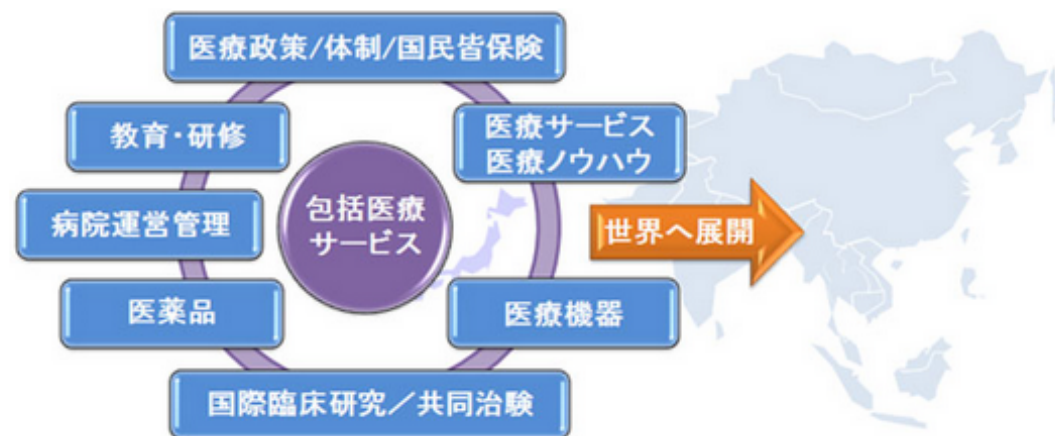 医療政策/体制/国民皆保険
教育・研修
医療サービス
医療ノウハウ
包括医療
サービス
病院運営管理
世界へ展開
医薬品
医療機器
国際臨床研究／共同治験